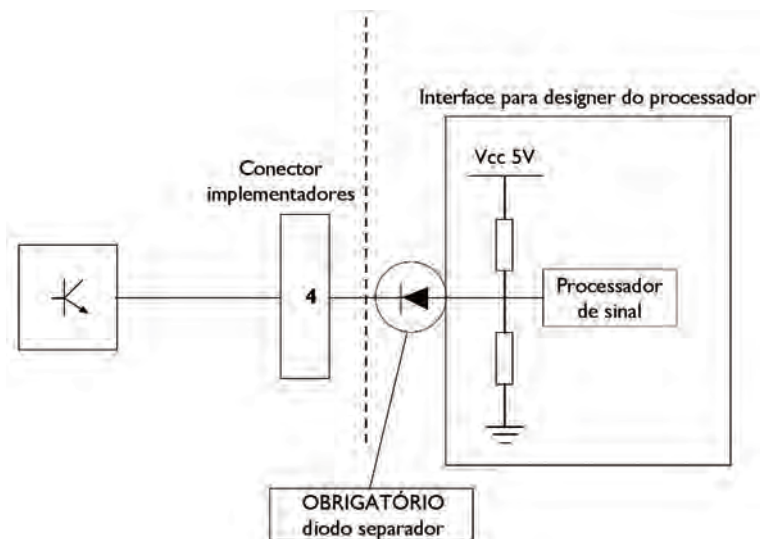 Interface para designer do processador
Vcc 5V
Conector
implementadores
4
Processador
de sinal
OBRIGATÓRIO
diodo separador